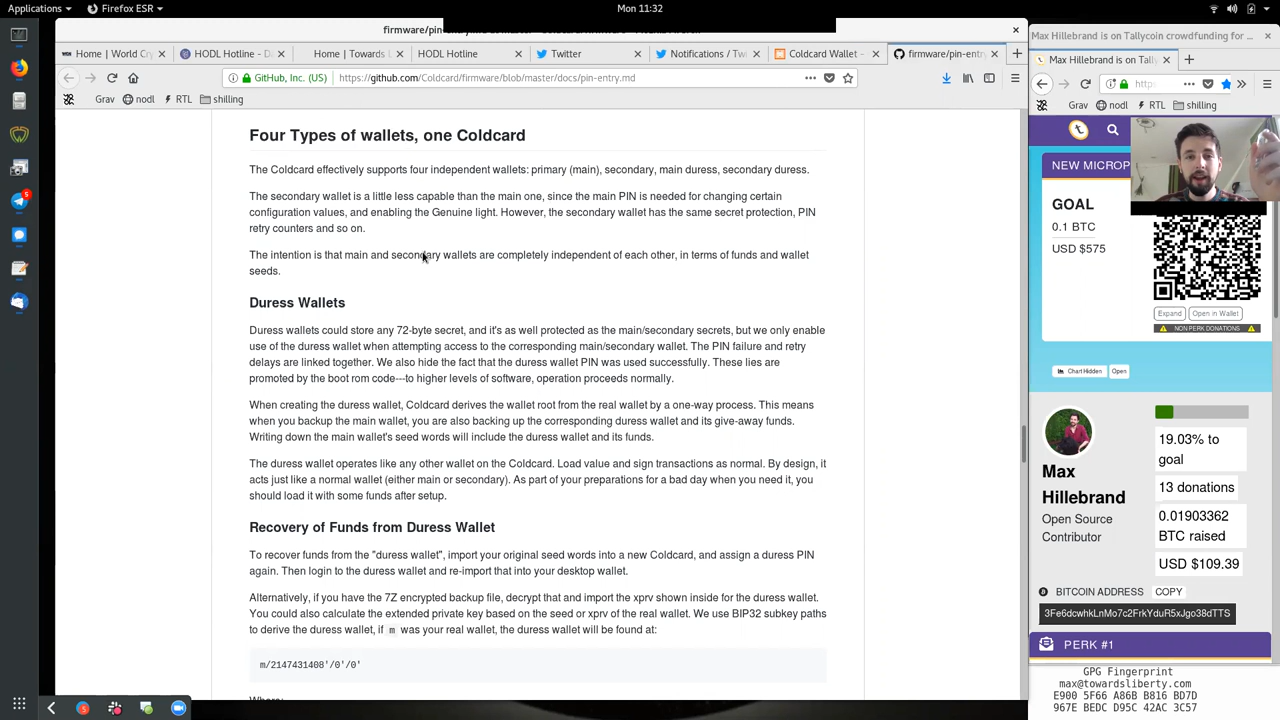 Applications
Firefox ESR
Mon 11:32
firmware/pin-
Max Hillebrand is on Tallycoin crowdfunding for ...
Home | World Cry
HODL Hotline - Da
Home | Towards L
HODL Hotline
Twitter
Notifications / Tw
Coldcard Wallet -
firmware/pin-entry
Max Hillebrand is on Tally
GitHub, Inc. (US)
https://github.com/Coldcard/firmware/blob/master/docs/pin-entry.md
https
Grav
nodl
RTL
shilling
Grav
nodl
RTL
shilling
Four Types of wallets, one Coldcard
The Coldcard effectively supports four independent wallets: primary (main), secondary, main duress, secondary duress.
The secondary wallet is a little less capable than the main one, since the main PIN is needed for changing certain
configuration values, and enabling the Genuine light. However, the secondary wallet has the same secret protection, PIN
retry counters and so on.
The intention is that main and secondary wallets are completely independent of each other, in terms of funds and wallet
seeds.
Duress Wallets
Duress wallets could store any 72-byte secret, and it's as well protected as the main/secondary secrets, but we only enable
use of the duress wallet when attempting access to the corresponding main/secondary wallet. The PIN failure and retry
delays are linked together. We also hide the fact that the duress wallet PIN was used successfully. These lies are
promoted by the boot rom code---to higher levels of software, operation proceeds normally.
When creating the duress wallet, Coldcard derives the wallet root from the real wallet by a one-way process. This means
when you backup the main wallet, you are also backing up the corresponding duress wallet and its give-away funds.
Writing down the main wallet's seed words will include the duress wallet and its funds.
The duress wallet operates like any other wallet on the Coldcard. Load value and sign transactions as normal. By design, it
acts just like a normal wallet (either main or secondary). As part of your preparations for a bad day when you need it, you
should load it with some funds after setup.
Recovery of Funds from Duress Wallet
To recover funds from the "duress wallet", import your original seed words into a new Coldcard, and assign a duress PIN
again. Then login to the duress wallet and re-import that into your desktop wallet.
Alternatively, if you have the 7Z encrypted backup file, decrypt that and import the xprv shown inside for the duress wallet.
You could also calculate the extended private key based on the seed or xprv of the real wallet. We use BIP32 subkey paths
to derive the duress wallet, if m was your real wallet, the duress wallet will be found at:
m/2147431408'/0'/0'
Where:
NEW MICROP
GOAL
0.1 BTC
USD $575
Expand
Open in Wallet
NON PERK DONATIONS
Chart Hidden
Open
Max
Hillebrand
Open Source
Contributor
19.03% to
goal
13 donations
0.01903362
BTC raised
USD $109.39
BITCOIN ADDRESS
COPY
3Fe6dcwhkLnMo7c2FrkYduR5xJgo38dTTS
PERK #1
GPG Fingerprint
max@towardsliberty.com
E900 5F66 A86B B816 BD7D
967E BEDC D95C 42AC 3C57